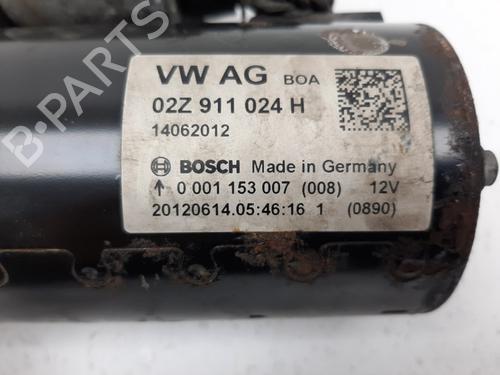 VW AG BOA
02Z 911 024 H
14062012
BOSCH Made in Germany
↑ 0 001 153 007 (008) 12V
20120614.05:46:16 1 (0890)
B-PARTS